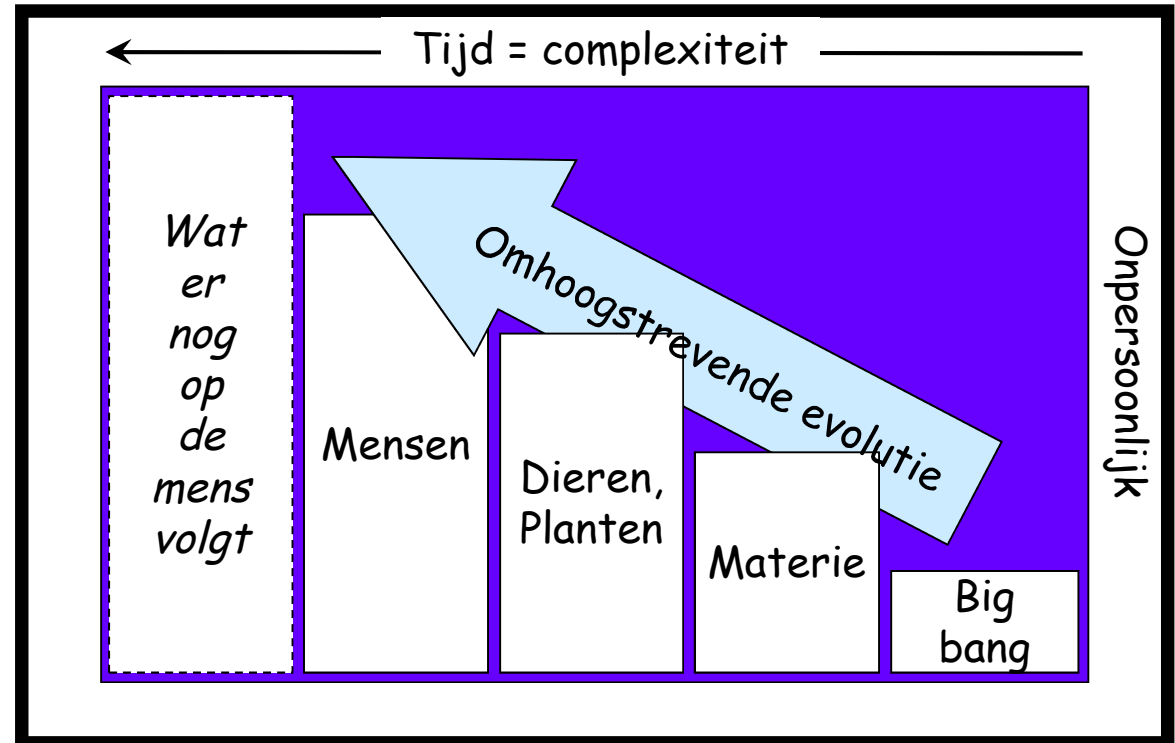 Tijd = complexiteit
Wat
er
nog
op
de
mens
volgt
Omhoogstrevende evolutie
Mensen
Dieren,
Planten
Materie
Big
bang
Onpersoonlijk